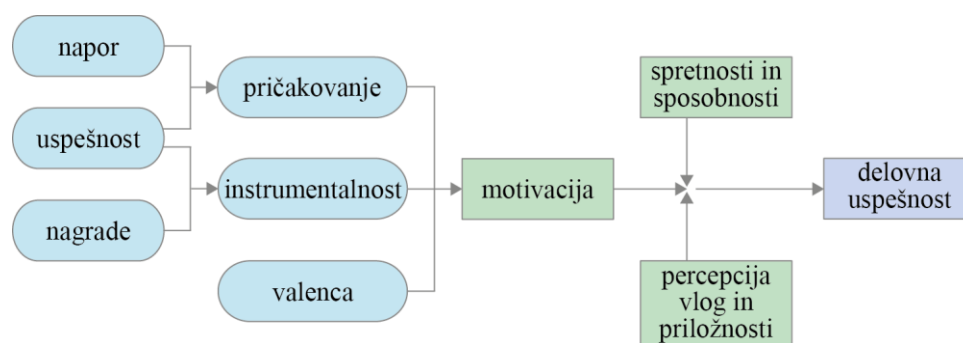 napor
uspešnost
nagrade
pričakovanje
instrumentalnost
valenca
motivacija
spretnosti in
sposobnosti
percepcija
vlog in
priložnosti
delovna
uspešnost